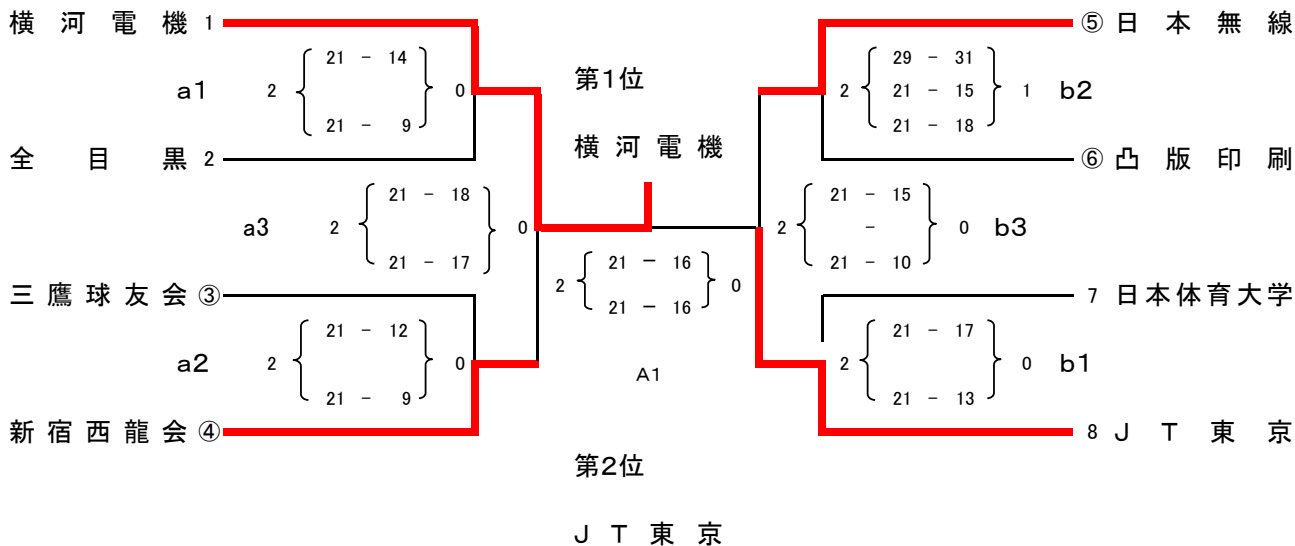 横河電機 1
⑤ 日本無線
21 - 14
a1 2 0
21 - 9
第1位
29 - 31
2 21 - 15 1 b2
21 - 18
全目黒 2
横河電機
⑥ 凸版印刷
21 - 18
a3 2 0
21 - 17
21 - 15
2 - 0 b3
21 - 10
21 － 16
2 0
21 － 16
三鷹球友会 ③
7 日本体育大学
21 - 12
a2 2 0
21 - 9
A1
21 - 17
2 0 b1
21 - 13
新宿西龍会 ④
8 JT東京
第2位
JT東京